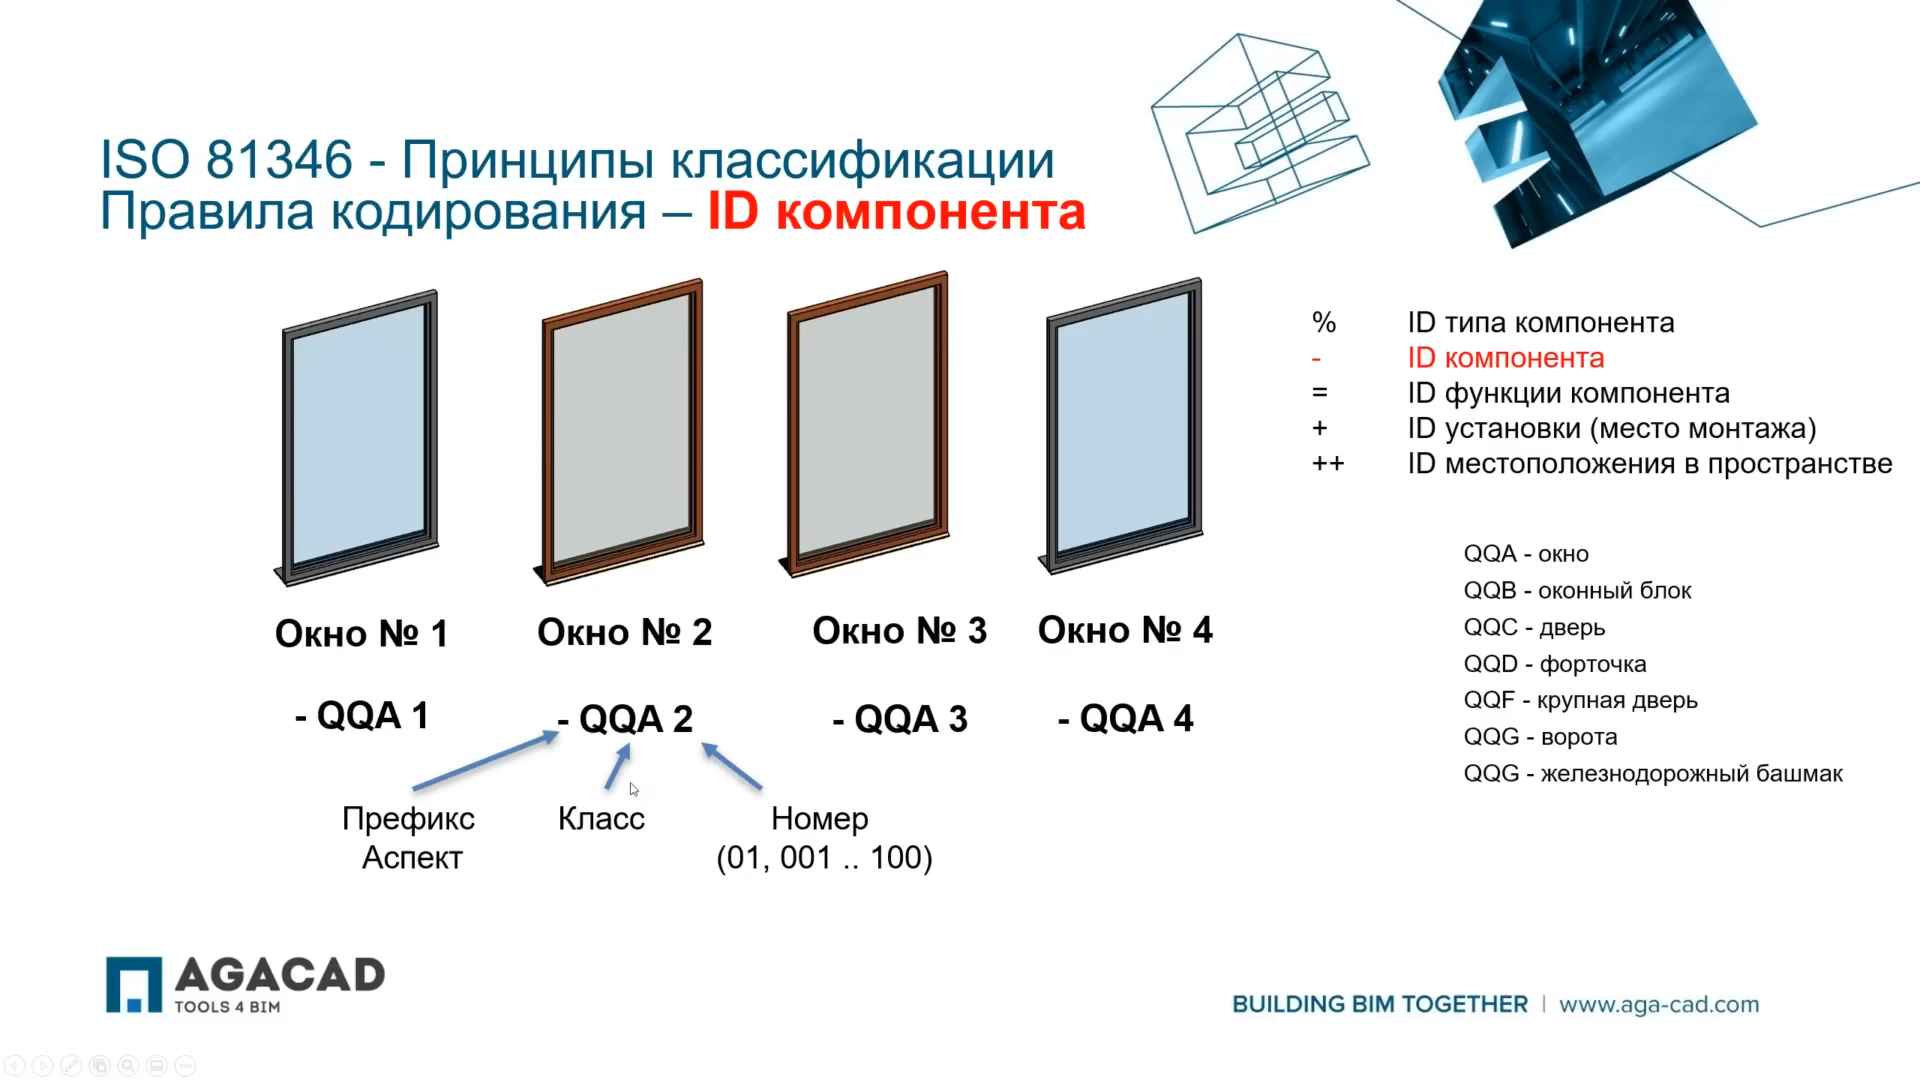 ISO 81346 - Принципы классификации
Правила кодирования – ID компонента
% ID типа компонента
- ID компонента
= ID функции компонента
+ ID установки (место монтажа)
++ ID местоположения в пространстве
Окно № 1
Окно № 2
Окно № 3
Окно № 4
- QQA 1
- QQA 2
- QQA 3
- QQA 4
Префикс
Аспект
Класс
Номер
(01, 001 .. 100)
QQA - окно
QQB - оконный блок
QQC - дверь
QQD - форточка
QQF - крупная дверь
QQG - ворота
QQG - железнодорожный башмак
AGACAD
TOOLS 4 BIM
BUILDING BIM TOGETHER | www.aga-cad.com